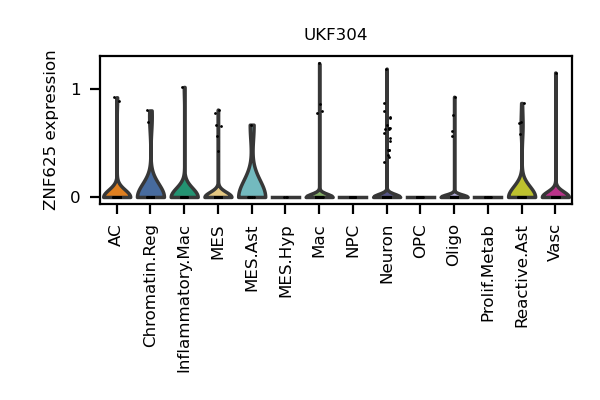 UKF304
ZNF625 expression
1
0
AC
Chromatin.Reg
Inflammatory.Mac
MES
MES.Ast
MES.Hyp
Mac
NPC
Neuron
OPC
Oligo
Prolif.Metab
Reactive.Ast
Vasc